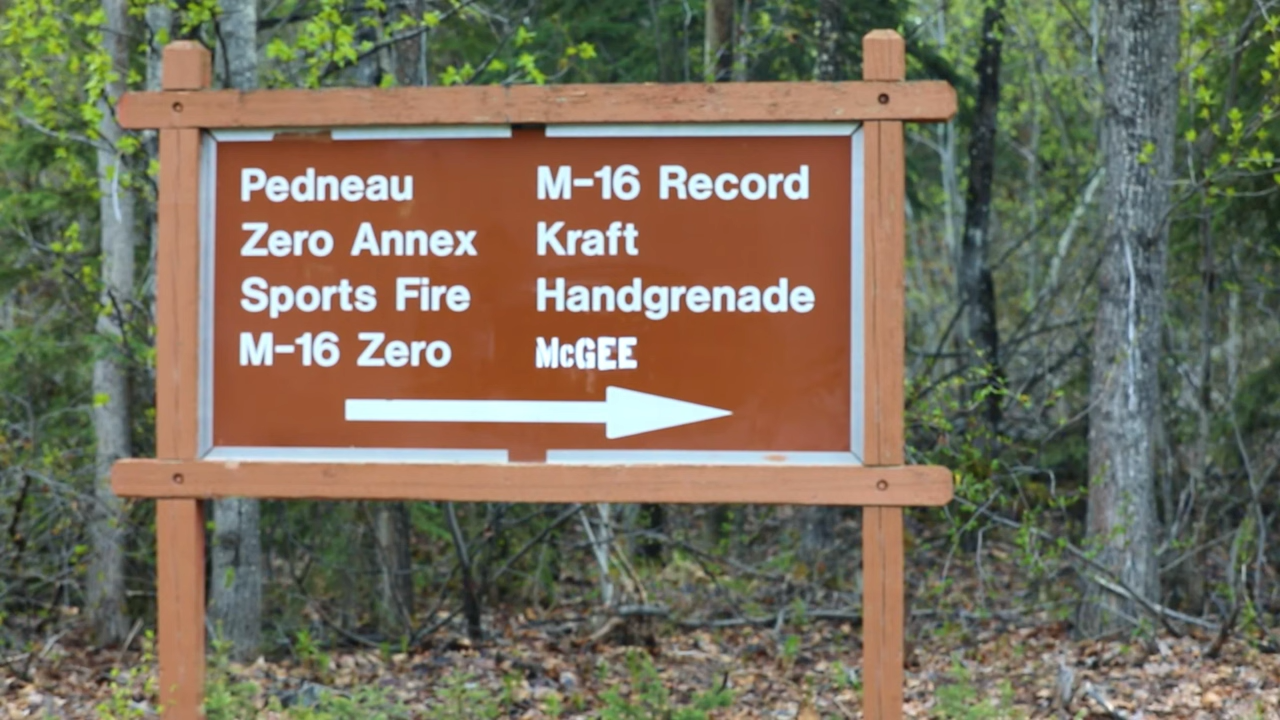 Pedneau
Zero Annex
Sports Fire
M-16 Zero
M-16 Record
Kraft
Handgrenade
McGEE